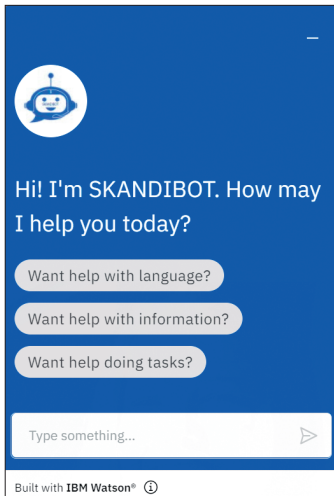 Hi! I'm SKANDIBOT. How may
I help you today?
Want help with language?
Want help with information?
Want help doing tasks?
Type something...
Built with IBM Watson®